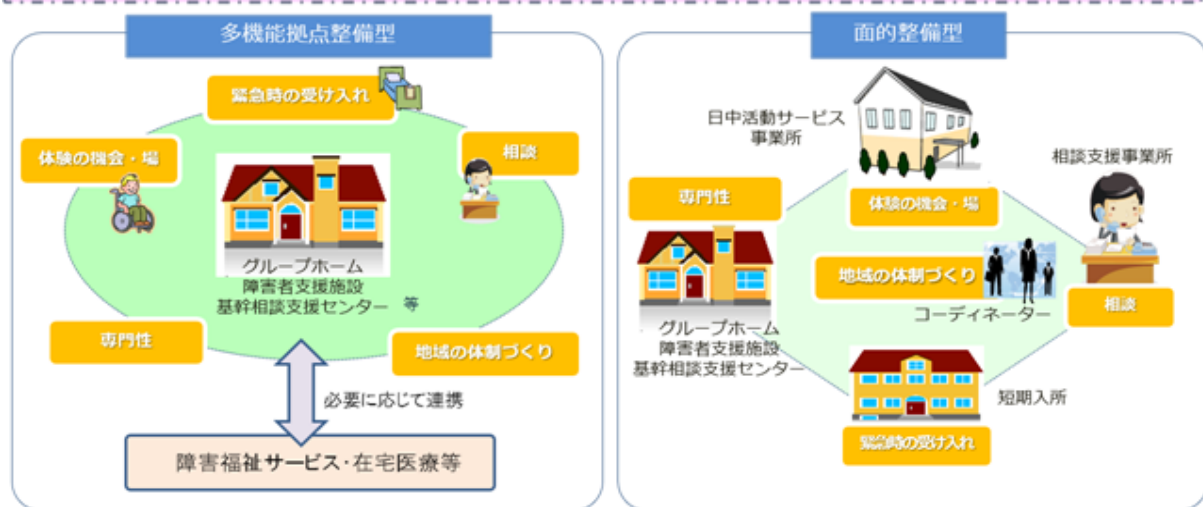 多機能拠点整備型
緊急時の受け入れ
体験の機会・場
相談
グループホーム
障害者支援施設
基幹相談支援センター 等
専門性
地域の体制づくり
必要に応じて連携
障害福祉サービス・在宅医療等
面的整備型
日中活動サービス
事業所
相談支援事業所
専門性
体験の機会・場
地域の体制づくり
コーディネーター
相談
グループホーム
障害者支援施設
基幹相談支援センター
短期入所
緊急時の受け入れ